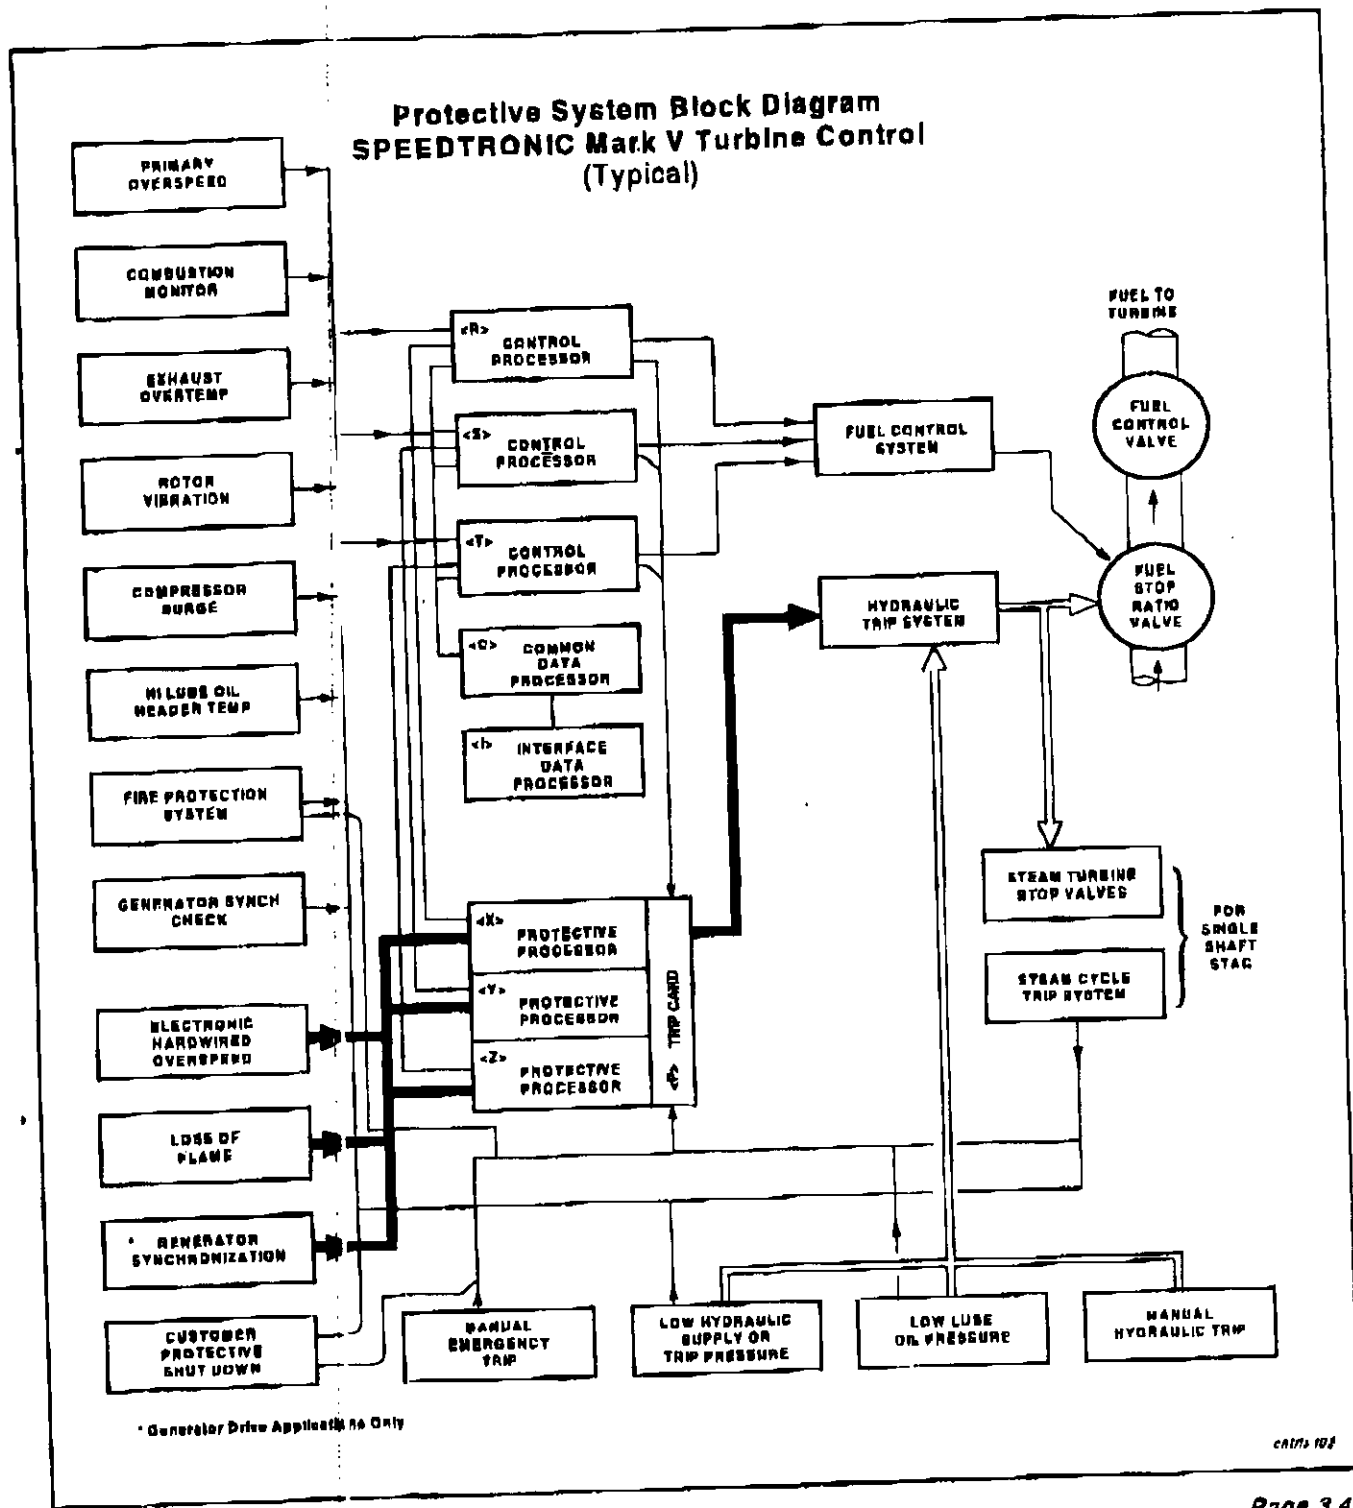 Protective System Block Diagram
SPEEDTRONIC Mark V Turbine Control
(Typical)
PRIMARY
OVERSPEED
COMBUSTION
MONITOR
EXHAUST
OVERTEMP
ROTOR
VIBRATION
COMPRESSOR
SURGE
HI LUBE OIL
HEADER TEMP
FIRE PROTECTION
SYSTEM
GENERATOR SYNCH
CHECK
ELECTRONIC
HARDWIRED
OVERSPEED
LOSS OF
FLAME
* GENERATOR
SYNCHRONIZATION
CUSTOMER
PROTECTIVE
SHUT DOWN
<R>
CONTROL
PROCESSOR
<S>
CONTROL
PROCESSOR
<T>
CONTROL
PROCESSOR
<C>
COMMON
DATA
PROCESSOR
<I>
INTERFACE
DATA
PROCESSOR
<X>
PROTECTIVE
PROCESSOR
<Y>
PROTECTIVE
PROCESSOR
<Z>
PROTECTIVE
PROCESSOR
<P> TRIP CARD
FUEL CONTROL
SYSTEM
HYDRAULIC
TRIP SYSTEM
FUEL TO
TURBINE
FUEL
CONTROL
VALVE
FUEL
STOP
RATIO
VALVE
STEAM TURBINE
STOP VALVES
STEAM CYCLE
TRIP SYSTEM
FOR
SINGLE
SHAFT
STAG
MANUAL
EMERGENCY
TRIP
LOW HYDRAULIC
SUPPLY OR
TRIP PRESSURE
LOW LUBE
OIL PRESSURE
MANUAL
HYDRAULIC TRIP
* Generator Drive Applications Only
Page 3.4